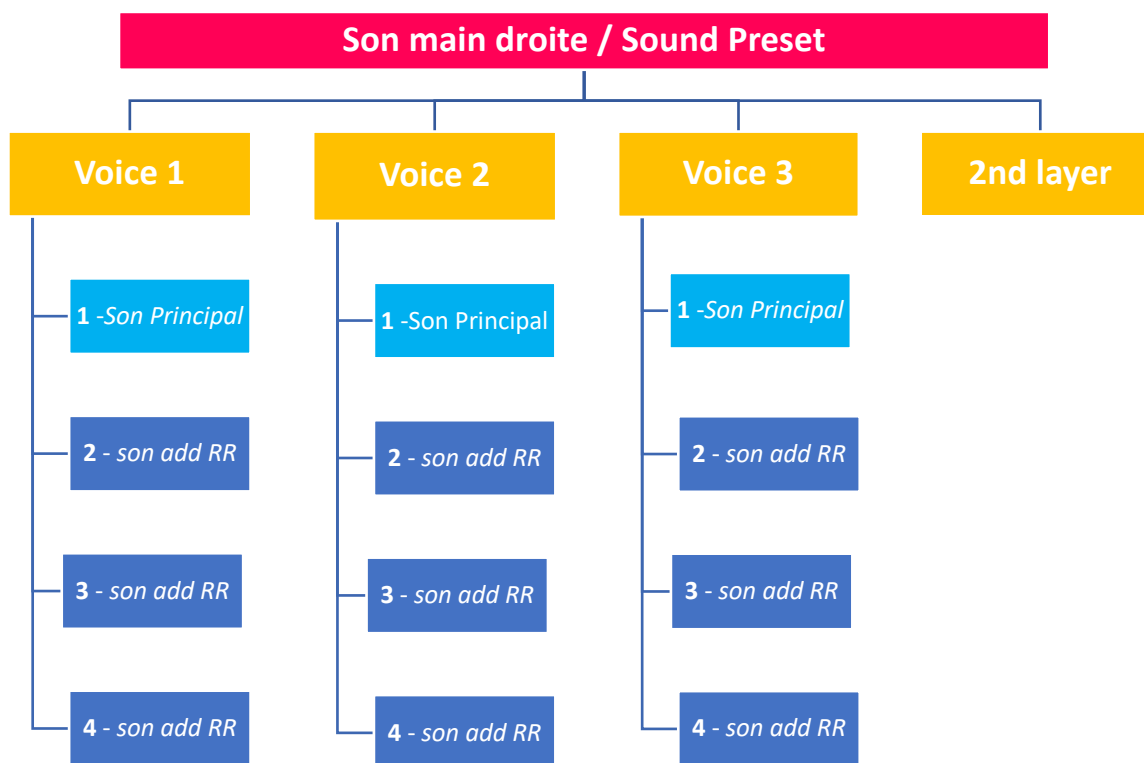 Son main droite / Sound Preset
Voice 1
Voice 2
Voice 3
2nd layer
1 -Son Principal
1 -Son Principal
1 -Son Principal
2 - son add RR
2 - son add RR
2 - son add RR
3 - son add RR
3 - son add RR
3 - son add RR
4 - son add RR
4 - son add RR
4 - son add RR